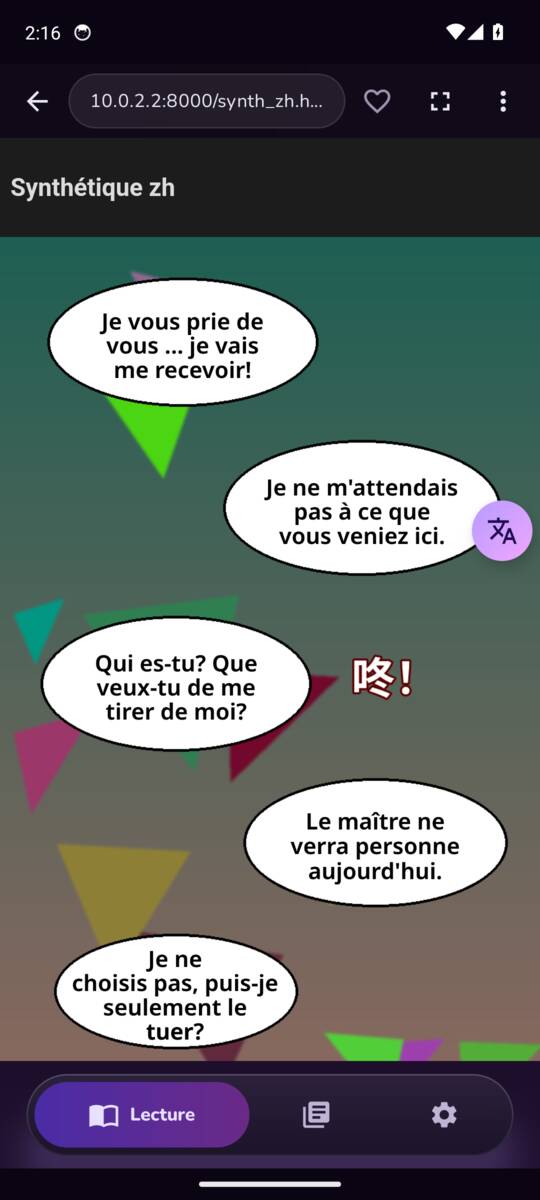 2:16
10.0.2.2:8000/synth_zh.h...
Synthétique zh
Je vous prie de
vous ... je vais
me recevoir!
Je ne m'attendais
pas à ce que
vous veniez ici.
Qui es-tu? Que
veux-tu de me
tirer de moi?
咚!
Le maître ne
verra personne
aujourd'hui.
Je ne
choisis pas, puis-je
seulement le
tuer?
Lecture